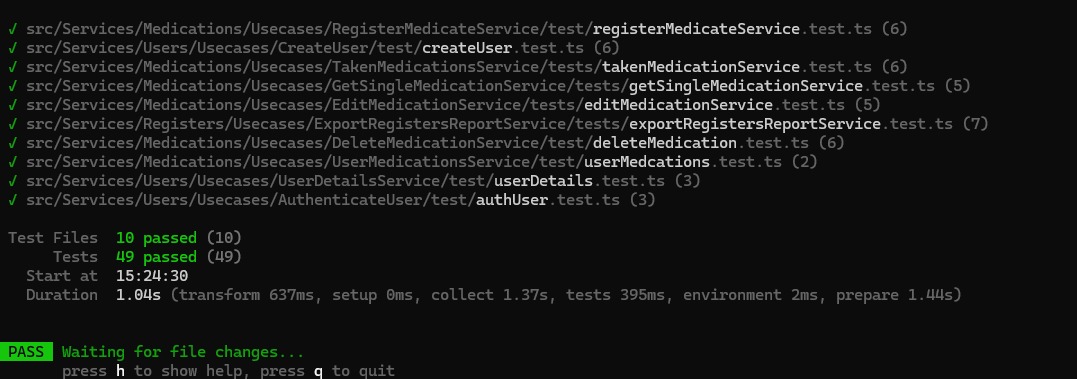 ✓ src/Services/Medications/Usecases/RegisterMedicateService/test/registerMedicateService.test.ts (6)
✓ src/Services/Users/Usecases/CreateUser/test/createUser.test.ts (6)
✓ src/Services/Medications/Usecases/TakenMedicationsService/tests/takenMedicationService.test.ts (6)
✓ src/Services/Medications/Usecases/GetSingleMedicationService/tests/getSingleMedicationService.test.ts (5)
✓ src/Services/Medications/Usecases/EditMedicationService/tests/editMedicationService.test.ts (5)
✓ src/Services/Registers/Usecases/ExportRegistersReportService/tests/exportRegistersReportService.test.ts (7)
✓ src/Services/Medications/Usecases/DeleteMedicationService/tests/deleteMedication.test.ts (6)
✓ src/Services/Medications/Usecases/UserMedicationsService/test/userMedcations.test.ts (2)
✓ src/Services/Users/Usecases/UserDetailsService/test/userDetails.test.ts (3)
✓ src/Services/Users/Usecases/AuthenticateUser/test/authUser.test.ts (3)
Test Files 10 passed (10)
Tests 49 passed (49)
Start at 15:24:30
Duration 1.04s (transform 637ms, setup 0ms, collect 1.37s, tests 395ms, environment 2ms, prepare 1.44s)
PASS Waiting for file changes...
press h to show help, press q to quit